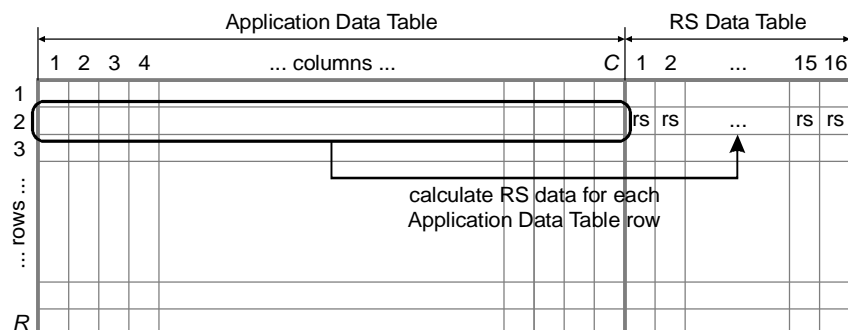 Application Data Table RS Data Table
1 2 3 4 ... columns ... C 1 2 ... 15 16
1
2 rs rs ... rs rs
3
calculate RS data for each
Application Data Table row
... rows ...
R